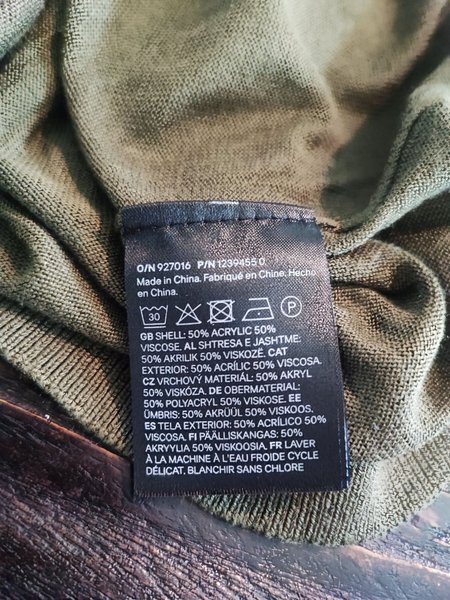 O/N 927016 P/N 1239455 0
Made in China. Fabriqué en Chine. Hecho
en China.
30 P
GB SHELL: 50% ACRYLIC 50%
VISCOSE. AL SHTRESA E JASHTME:
50% AKRILIK 50% VISKOZË. CAT
EXTERIOR: 50% ACRÍLIC 50% VISCOSA.
CZ VRCHOVÝ MATERIÁL: 50% AKRYL
50% VISKÓZA. DE OBERMATERIAL:
50% POLYACRYL 50% VISKOSE. EE
ÜMBRIS: 50% AKRÜÜL 50% VISKOOS.
ES TELA EXTERIOR: 50% ACRÍLICO 50%
VISCOSA. FI PÄÄLLISKANGAS: 50%
AKRYYLIÄ 50% VISKOOSIA. FR LAVER
À LA MACHINE À L'EAU FROIDE CYCLE
DÉLICAT. BLANCHIR SANS CHLORE